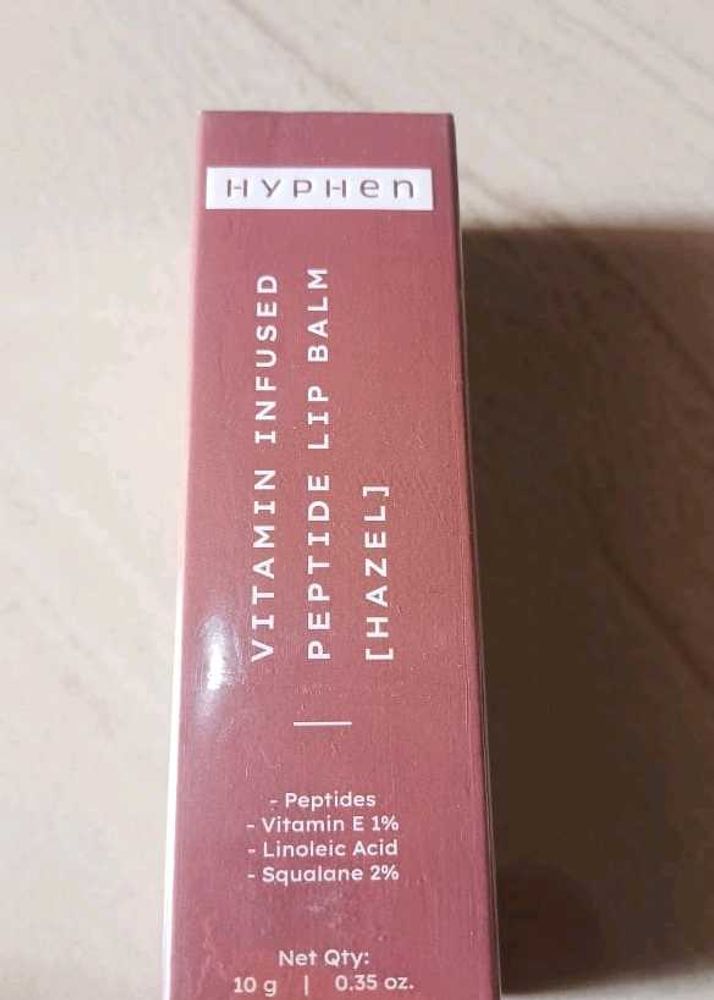 HYPHen
VITAMIN INFUSED
PEPTIDE LIP BALM
[HAZEL]
- Peptides
- Vitamin E 1%
- Linoleic Acid
- Squalane 2%
Net Qty:
10 g | 0.35 oz.